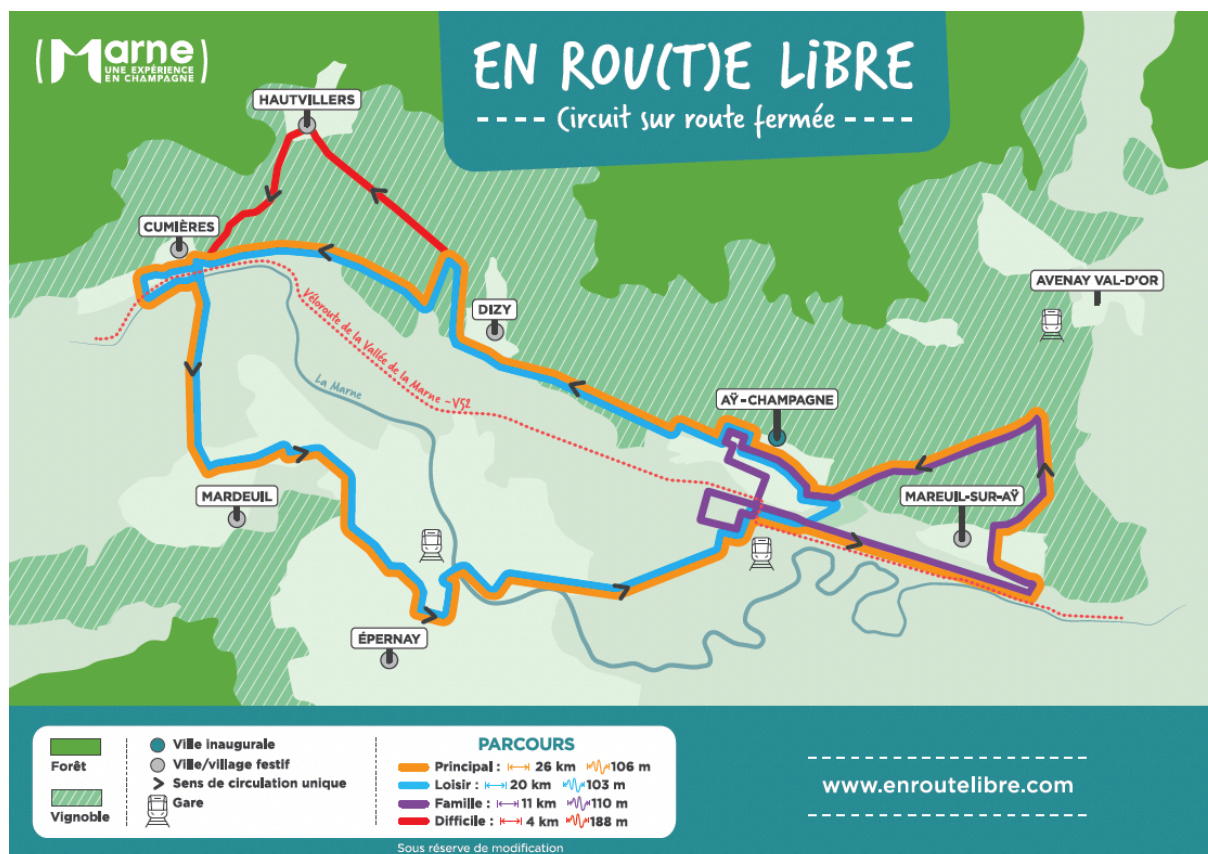 (Marne)
UNE EXPÉRIENCE
EN CHAMPAGNE
EN ROU(T)E LiBRE
---- Circuit sur route fermée ----
HAUTVILLERS
CUMIÈRES
DIZY
AVENAY VAL-D'OR
Véloroute de la Vallée de la Marne - V52
La Marne
AŸ-CHAMPAGNE
MARDEUIL
MAREUIL-SUR-AŸ
ÉPERNAY
Forêt
Vignoble
Ville inaugurale
Ville/village festif
Sens de circulation unique
Gare
PARCOURS
Principal : 26 km 106 m
Loisir : 20 km 103 m
Famille : 11 km 110 m
Difficile : 4 km 188 m
Sous réserve de modification
www.enroutelibre.com